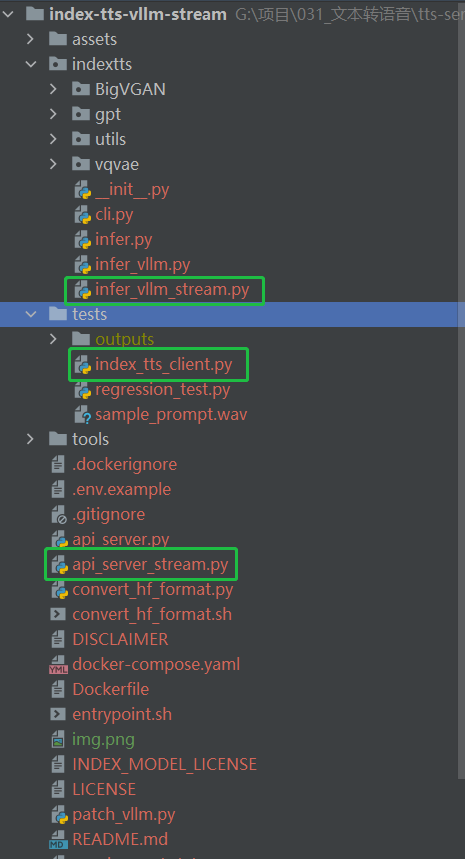 index-tts-vllm-stream G:\项目\031_文本转语音\tts-ser
assets
indextts
BigVGAN
gpt
utils
vqvae
__init__.py
cli.py
infer.py
infer_vllm.py
infer_vllm_stream.py
tests
outputs
index_tts_client.py
regression_test.py
sample_prompt.wav
tools
.dockerignore
.env.example
.gitignore
api_server.py
api_server_stream.py
convert_hf_format.py
convert_hf_format.sh
DISCLAIMER
docker-compose.yaml
Dockerfile
entrypoint.sh
img.png
INDEX_MODEL_LICENSE
LICENSE
patch_vllm.py
README.md